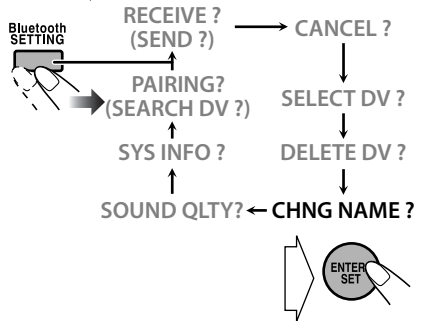 Bluetooth
SETTING
RECEIVE ?
(SEND ?)
CANCEL ?
PAIRING?
(SEARCH DV ?)
SELECT DV ?
SYS INFO ?
DELETE DV ?
SOUND QLTY?
CHNG NAME ?
ENTER
SET